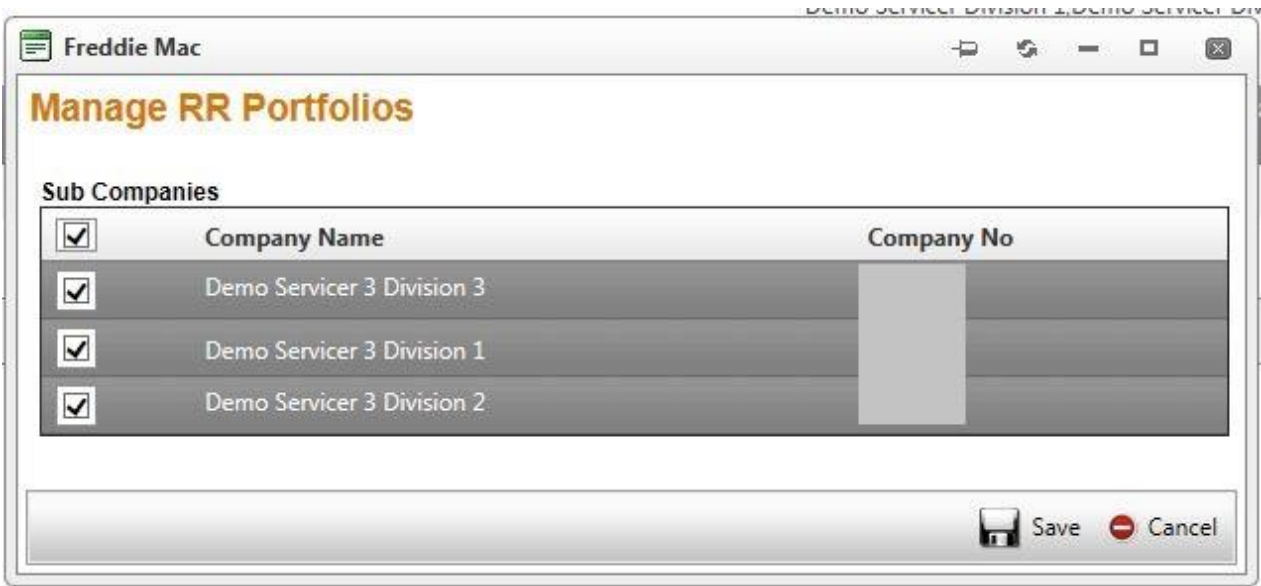 Freddie Mac
Manage RR Portfolios
Sub Companies
Company Name Company No
Demo Servicer 3 Division 3
Demo Servicer 3 Division 1
Demo Servicer 3 Division 2
Save Cancel